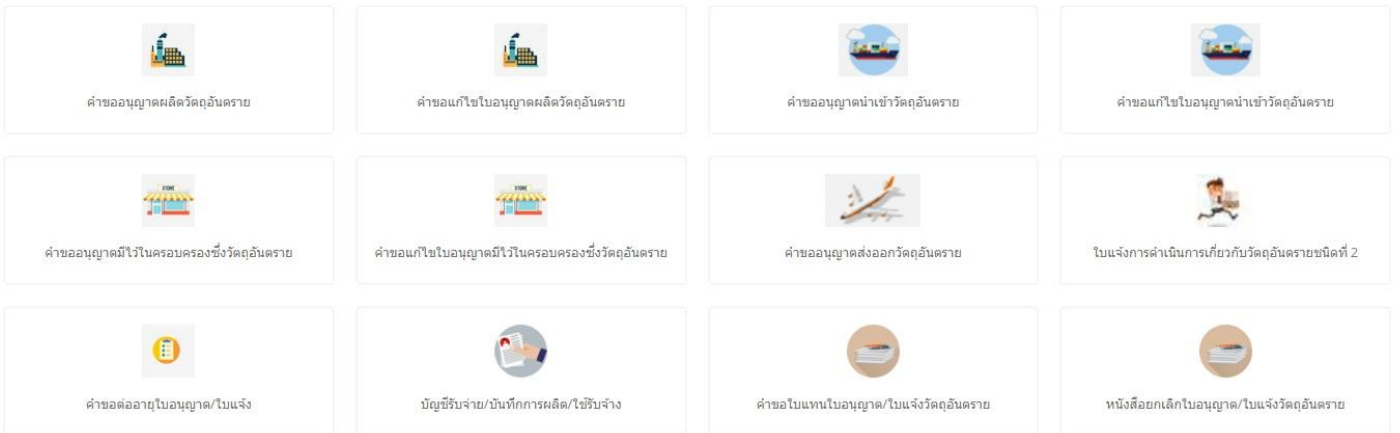 คำขออนุญาตผลิตวัตถุอันตราย
คำขอแก้ไขใบอนุญาตผลิตวัตถุอันตราย
คำขออนุญาตนำเข้าวัตถุอันตราย
คำขอแก้ไขใบอนุญาตนำเข้าวัตถุอันตราย
STORE
STORE
คำขออนุญาตมีไว้ในครอบครองซึ่งวัตถุอันตราย
คำขอแก้ไขใบอนุญาตมีไว้ในครอบครองซึ่งวัตถุอันตราย
คำขออนุญาตส่งออกวัตถุอันตราย
ใบแจ้งการดำเนินการเกี่ยวกับวัตถุอันตรายชนิดที่ 2
คำขอต่ออายุใบอนุญาต/ใบแจ้ง
บัญชีรับจ่าย/บันทึกการผลิต/ใช้รับจ้าง
คำขอใบแทนใบอนุญาต/ใบแจ้งวัตถุอันตราย
หนังสือยกเลิกใบอนุญาต/ใบแจ้งวัตถุอันตราย